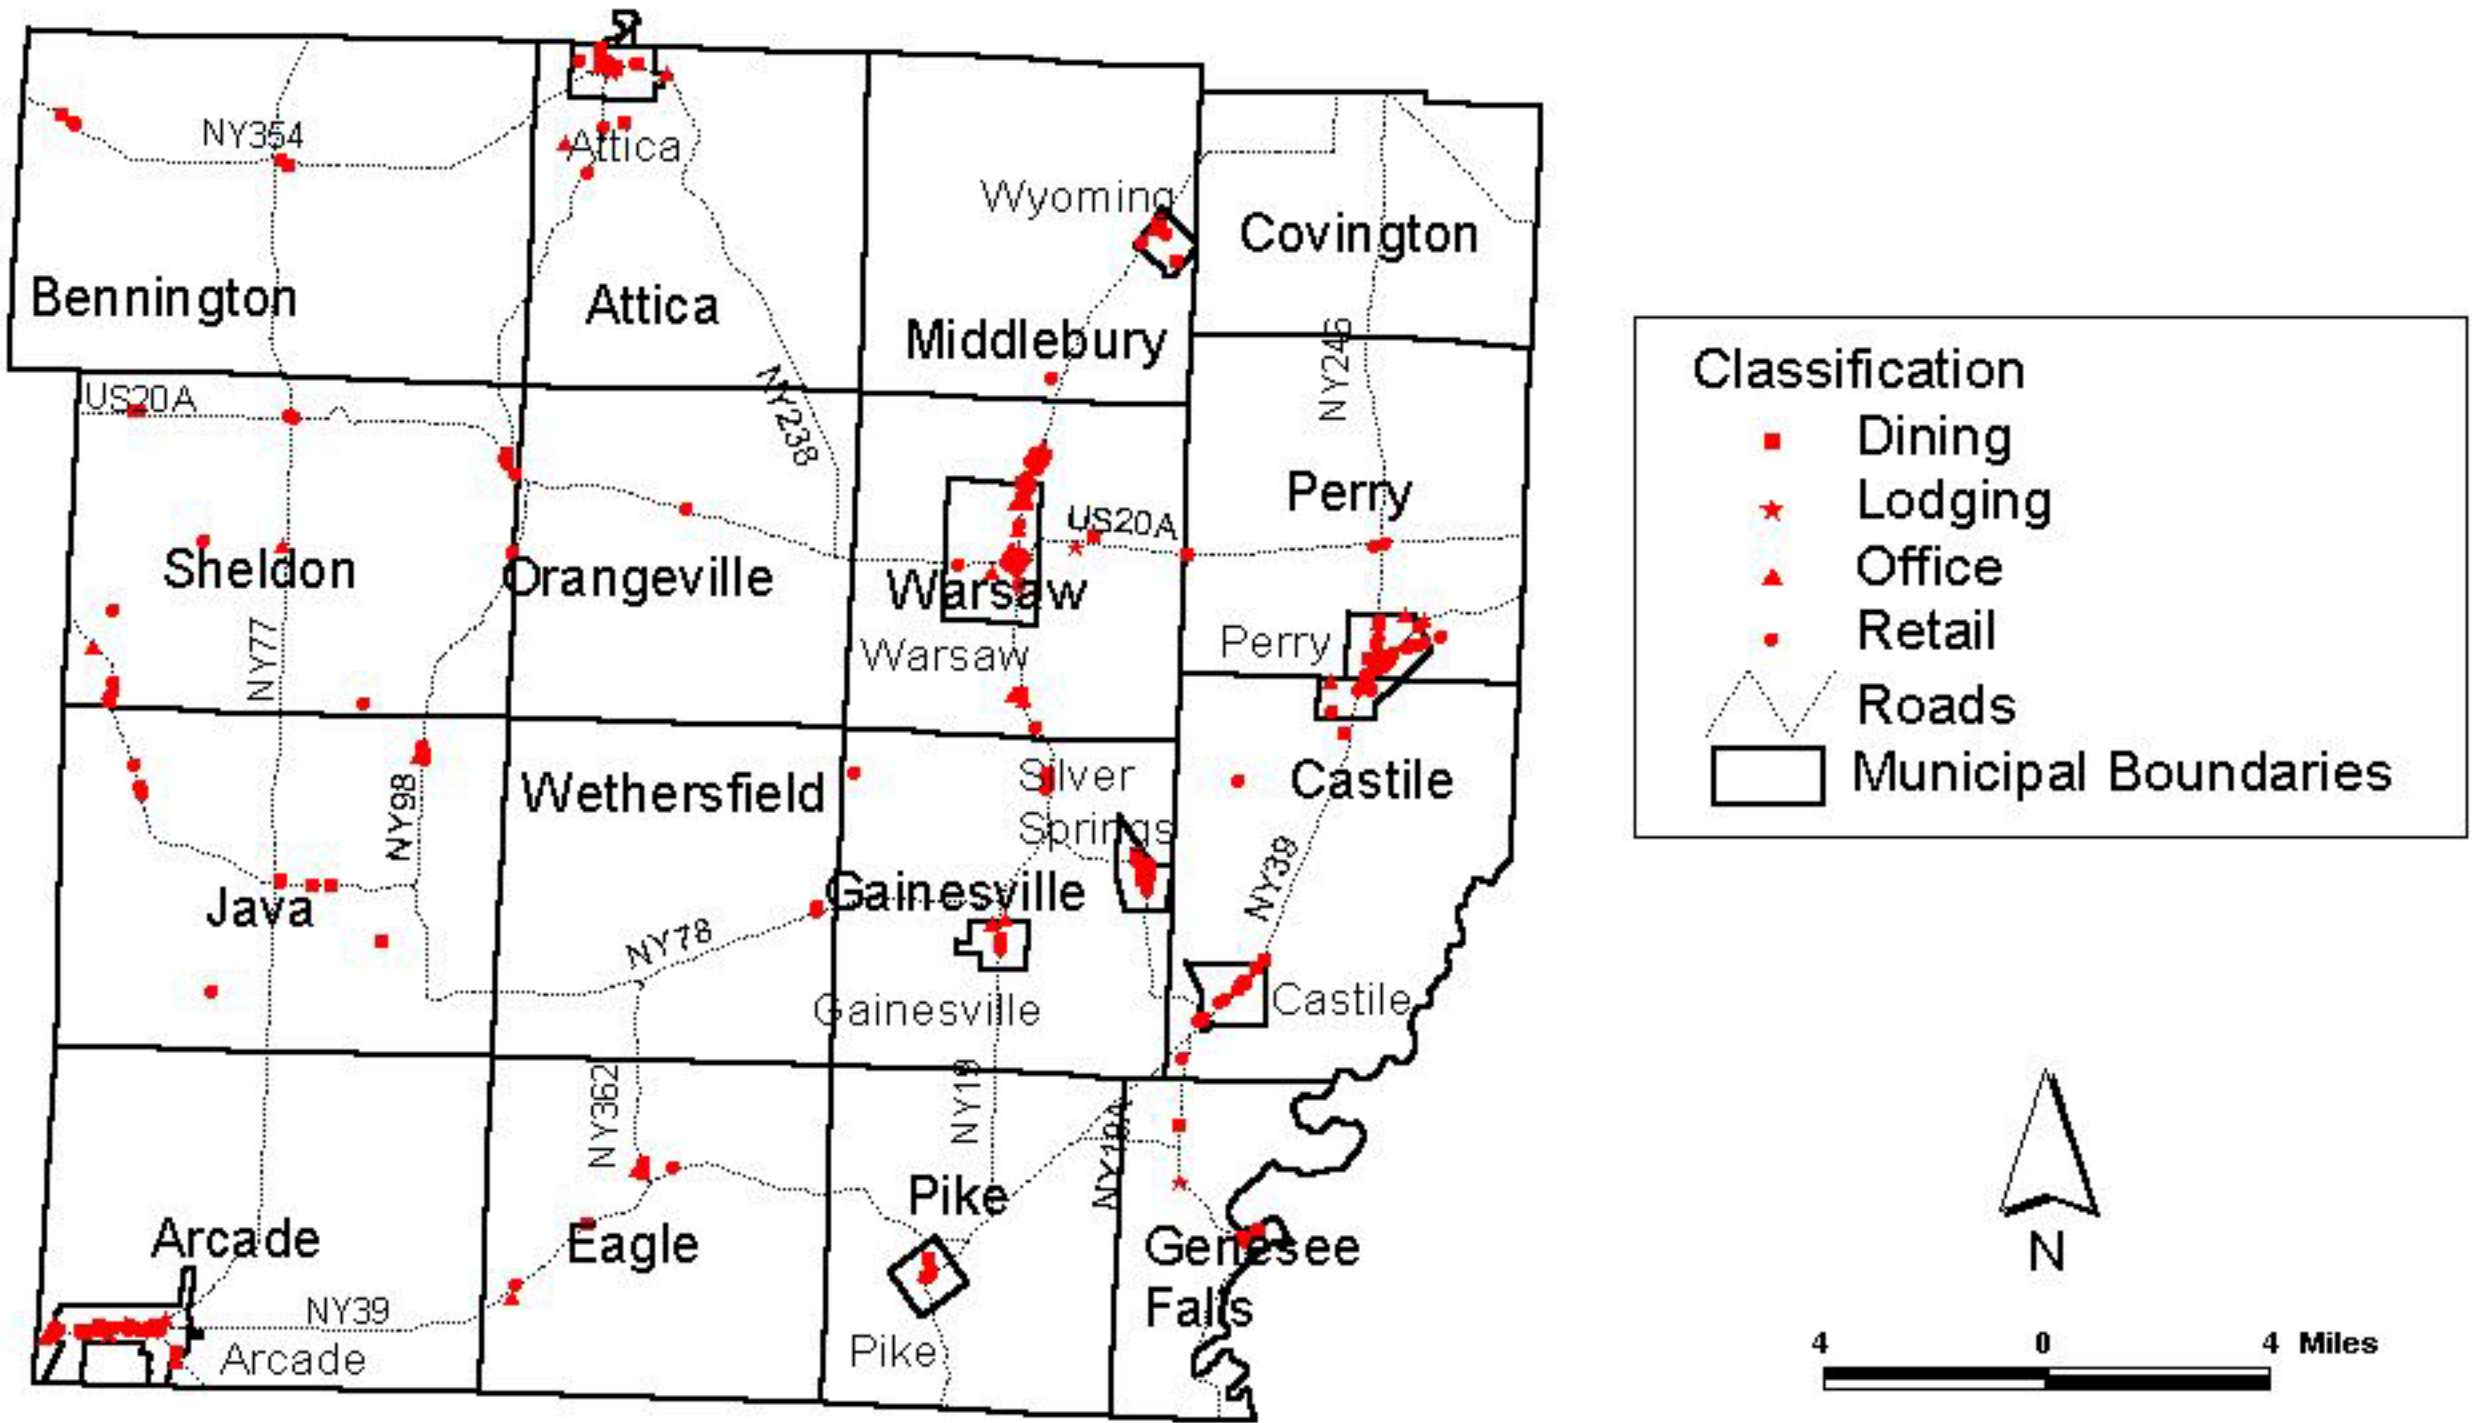 NY354
Attica
Wyoming
Covington
Bennington
Attica
Middlebury
US20A
NY238
NY246
Perry
US20A
Sheldon
Orangeville
Warsaw
Perry
Warsaw
NY77
Wethersfield
Silver
Springs
Castile
NY98
NY39
Java
Gainesville
NY78
Gainesville
Castile
NY362
NY19
NY19A
Pike
Arcade
Eagle
Genesee
Falls
NY39
Arcade
Pike
Classification
Dining
Lodging
Office
Retail
Roads
Municipal Boundaries
N
4 0 4 Miles